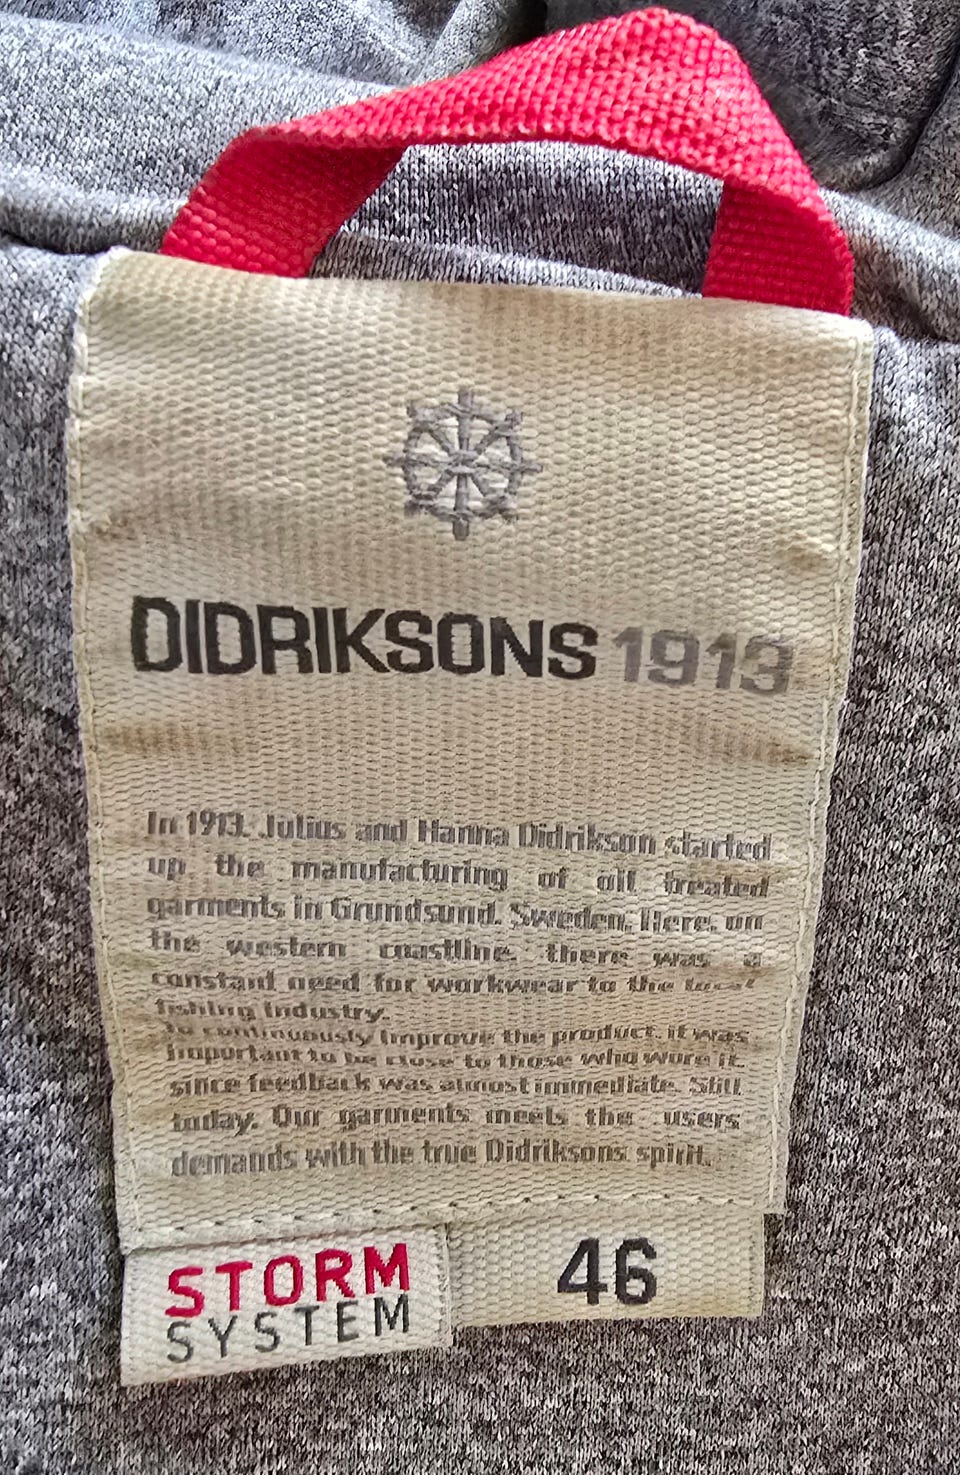 DIDRIKSONS 1913
In 1913. Julius and Hanna Didrikson started
up the manufacturing of oil treated
garments in Grundsund. Sweden. Here, on
the western coastline there was a
constant need for workwear to the local
fishing industry.
To continuously improve the product, it was
important to be close to those who wore it
since feedback was almost immediate. Still
today. Our garments meets the users
demands with the true Didriksons spirit.
STORM
SYSTEM
46